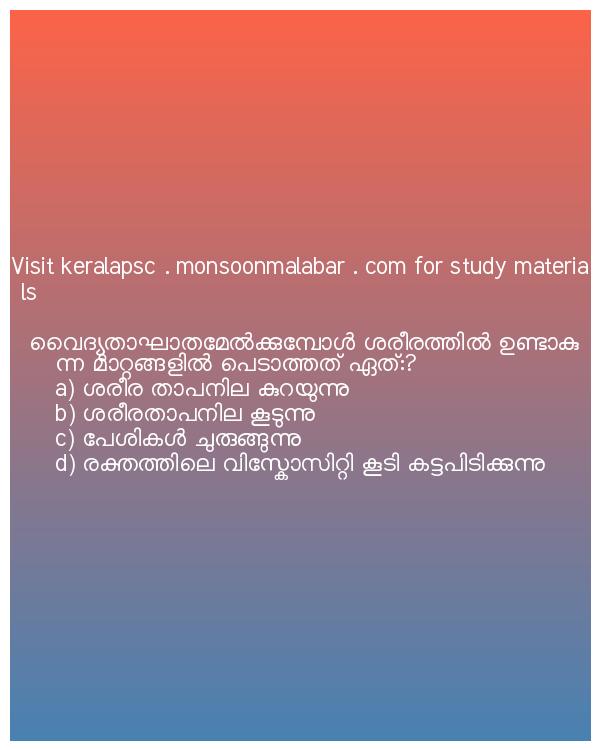 Visit keralapsc . monsoonmalabar . com for study materia
ls
വൈദ്യുതാഘാതമേൽക്കുമ്പോൾ ശരീരത്തിൽ ഉണ്ടാകു
ന്ന മാറ്റങ്ങളിൽ പെടാത്തത് ഏത്:?
a) ശരീര താപനില കുറയുന്നു
b) ശരീരതാപനില കൂടുന്നു
c) പേശികൾ ചുരുങ്ങുന്നു
d) രക്തത്തിലെ വിസ്കോസിറ്റി കൂടി കട്ടപിടിക്കുന്നു